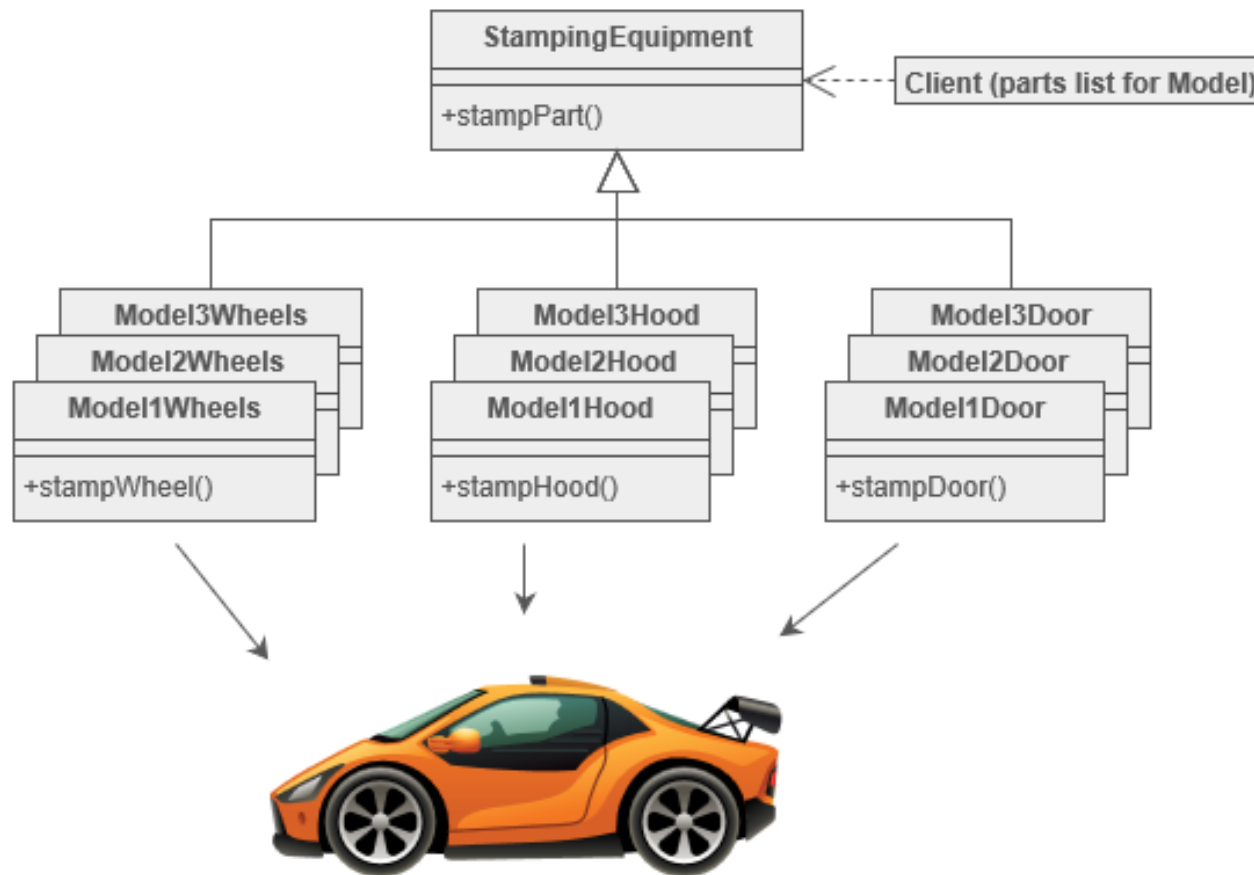 StampingEquipment
+stampPart()
Client (parts list for Model)
Model3Wheels
Model2Wheels
Model1Wheels
+stampWheel()
Model3Hood
Model2Hood
Model1Hood
+stampHood()
Model3Door
Model2Door
Model1Door
+stampDoor()